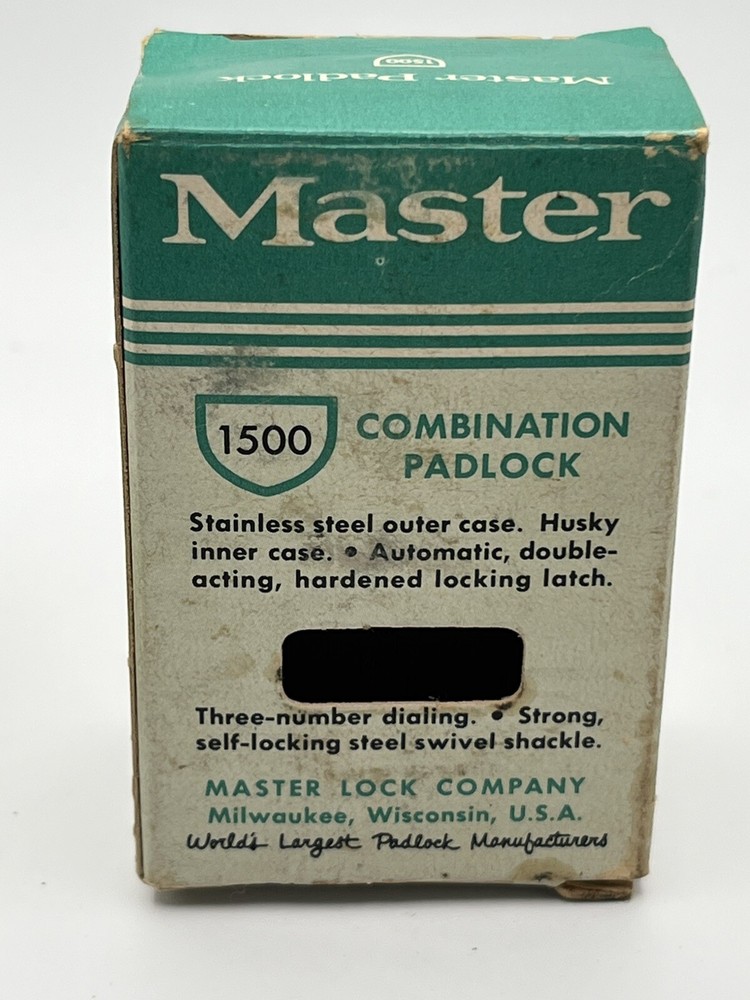 1500
Master Padlock
Master
1500
COMBINATION
PADLOCK
Stainless steel outer case. Husky
inner case. • Automatic, double-
acting, hardened locking latch.
Three-number dialing. • Strong,
self-locking steel swivel shackle.
MASTER LOCK COMPANY
Milwaukee, Wisconsin, U.S.A.
World's Largest Padlock Manufacturers